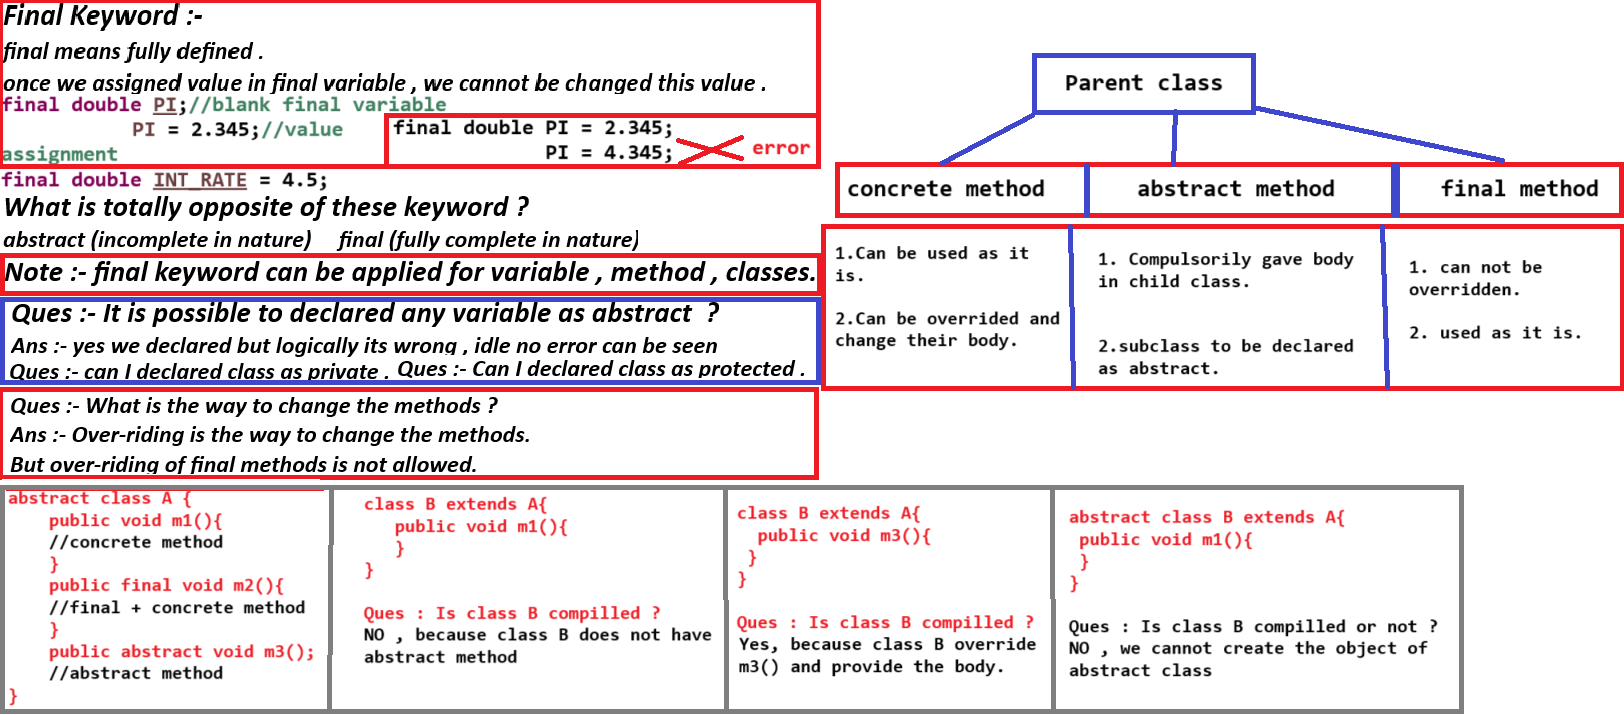 Final Keyword :-
final means fully defined .
once we assigned value in final variable , we cannot be changed this value .
final double PI;//blank final variable
PI = 2.345;//value
assignment
final double PI = 2.345;
PI = 4.345;
error
final double INT_RATE = 4.5;
What is totally opposite of these keyword ?
abstract (incomplete in nature) final (fully complete in nature)
Note :- final keyword can be applied for variable , method , classes.
Ques :- It is possible to declared any variable as abstract ?
Ans :- yes we declared but logically its wrong , idle no error can be seen
Ques :- can I declared class as private . Ques :- Can I declared class as protected .
Ques :- What is the way to change the methods ?
Ans :- Over-riding is the way to change the methods.
But over-riding of final methods is not allowed.
Parent class
concrete method
abstract method
final method
1.Can be used as it
is.
2.Can be overrided and
change their body.
1. Compulsorily gave body
in child class.
2.subclass to be declared
as abstract.
1. can not be
overridden.
2. used as it is.
abstract class A {
public void m1(){
//concrete method
}
public final void m2(){
//final + concrete method
}
public abstract void m3();
//abstract method
}
class B extends A{
public void m1(){
}
}
Ques : Is class B compilled ?
NO , because class B does not have
abstract method
class B extends A{
public void m3(){
}
}
Ques : Is class B compilled ?
Yes, because class B override
m3() and provide the body.
abstract class B extends A{
public void m1(){
}
}
Ques : Is class B compilled or not ?
NO , we cannot create the object of
abstract class